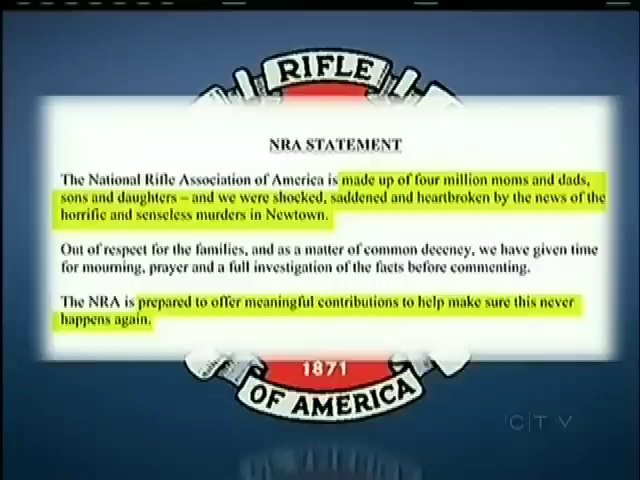 RIFLE
NRA STATEMENT
The National Rifle Association of America is made up of four million moms and dads,
sons and daughters – and we were shocked, saddened and heartbroken by the news of the
horrific and senseless murders in Newtown.
Out of respect for the families, and as a matter of common decency, we have given time
for mourning, prayer and a full investigation of the facts before commenting.
The NRA is prepared to offer meaningful contributions to help make sure this never
happens again.
1871
OF AMERICA
CTV